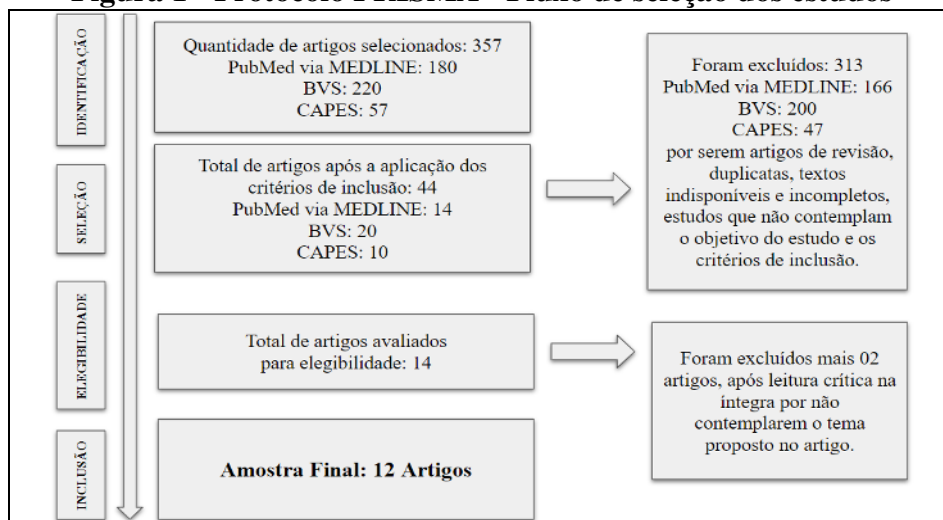 Figura 1 - Protocolo PRISMA - Plano de seleção dos estudos
IDENTIFICAÇÃO
Quantidade de artigos selecionados: 357
PubMed via MEDLINE: 180
BVS: 220
CAPES: 57
Foram excluídos: 313
PubMed via MEDLINE: 166
BVS: 200
CAPES: 47
por serem artigos de revisão,
duplicatas, textos
indisponíveis e incompletos,
estudos que não contemplam
o objetivo do estudo e os
critérios de inclusão.
SELEÇÃO
Total de artigos após a aplicação dos
critérios de inclusão: 44
PubMed via MEDLINE: 14
BVS: 20
CAPES: 10
ELEGIBILIDADE
Total de artigos avaliados
para elegibilidade: 14
Foram excluídos mais 02
artigos, após leitura crítica na
íntegra por não
contemplarem o tema
proposto no artigo.
INCLUSÃO
Amostra Final: 12 Artigos